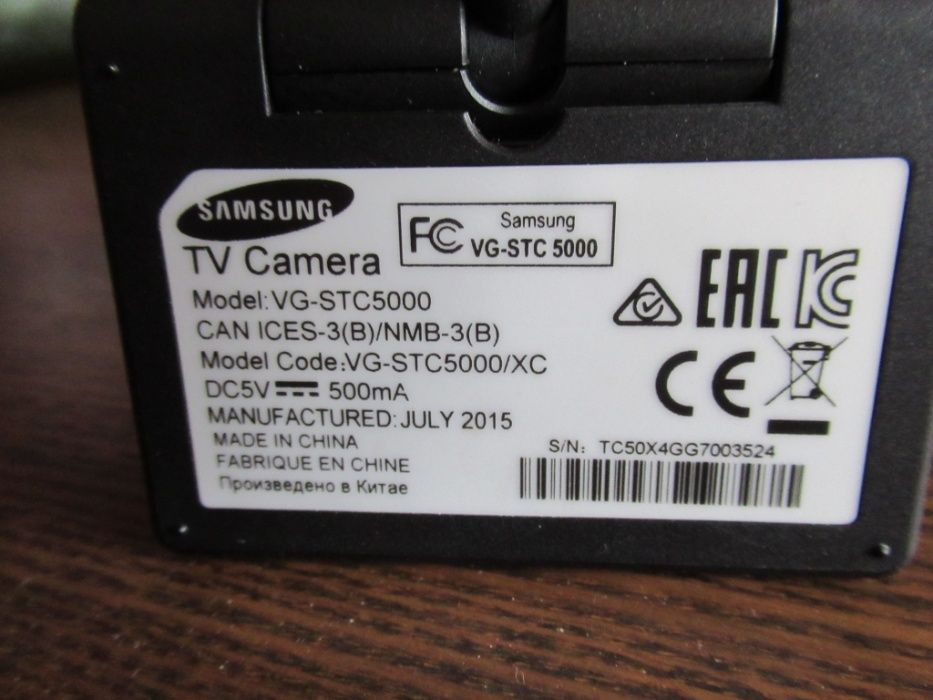 SAMSUNG
FC Samsung
VG-STC 5000
TV Camera
Model:VG-STC5000
CAN ICES-3(B)/NMB-3(B)
Model Code:VG-STC5000/XC
DC5V 500mA
MANUFACTURED:JULY 2015
MADE IN CHINA
FABRIQUE EN CHINE
Произведено в Китае
EAC
KC
CE
S/N: TC50X4GG7003524